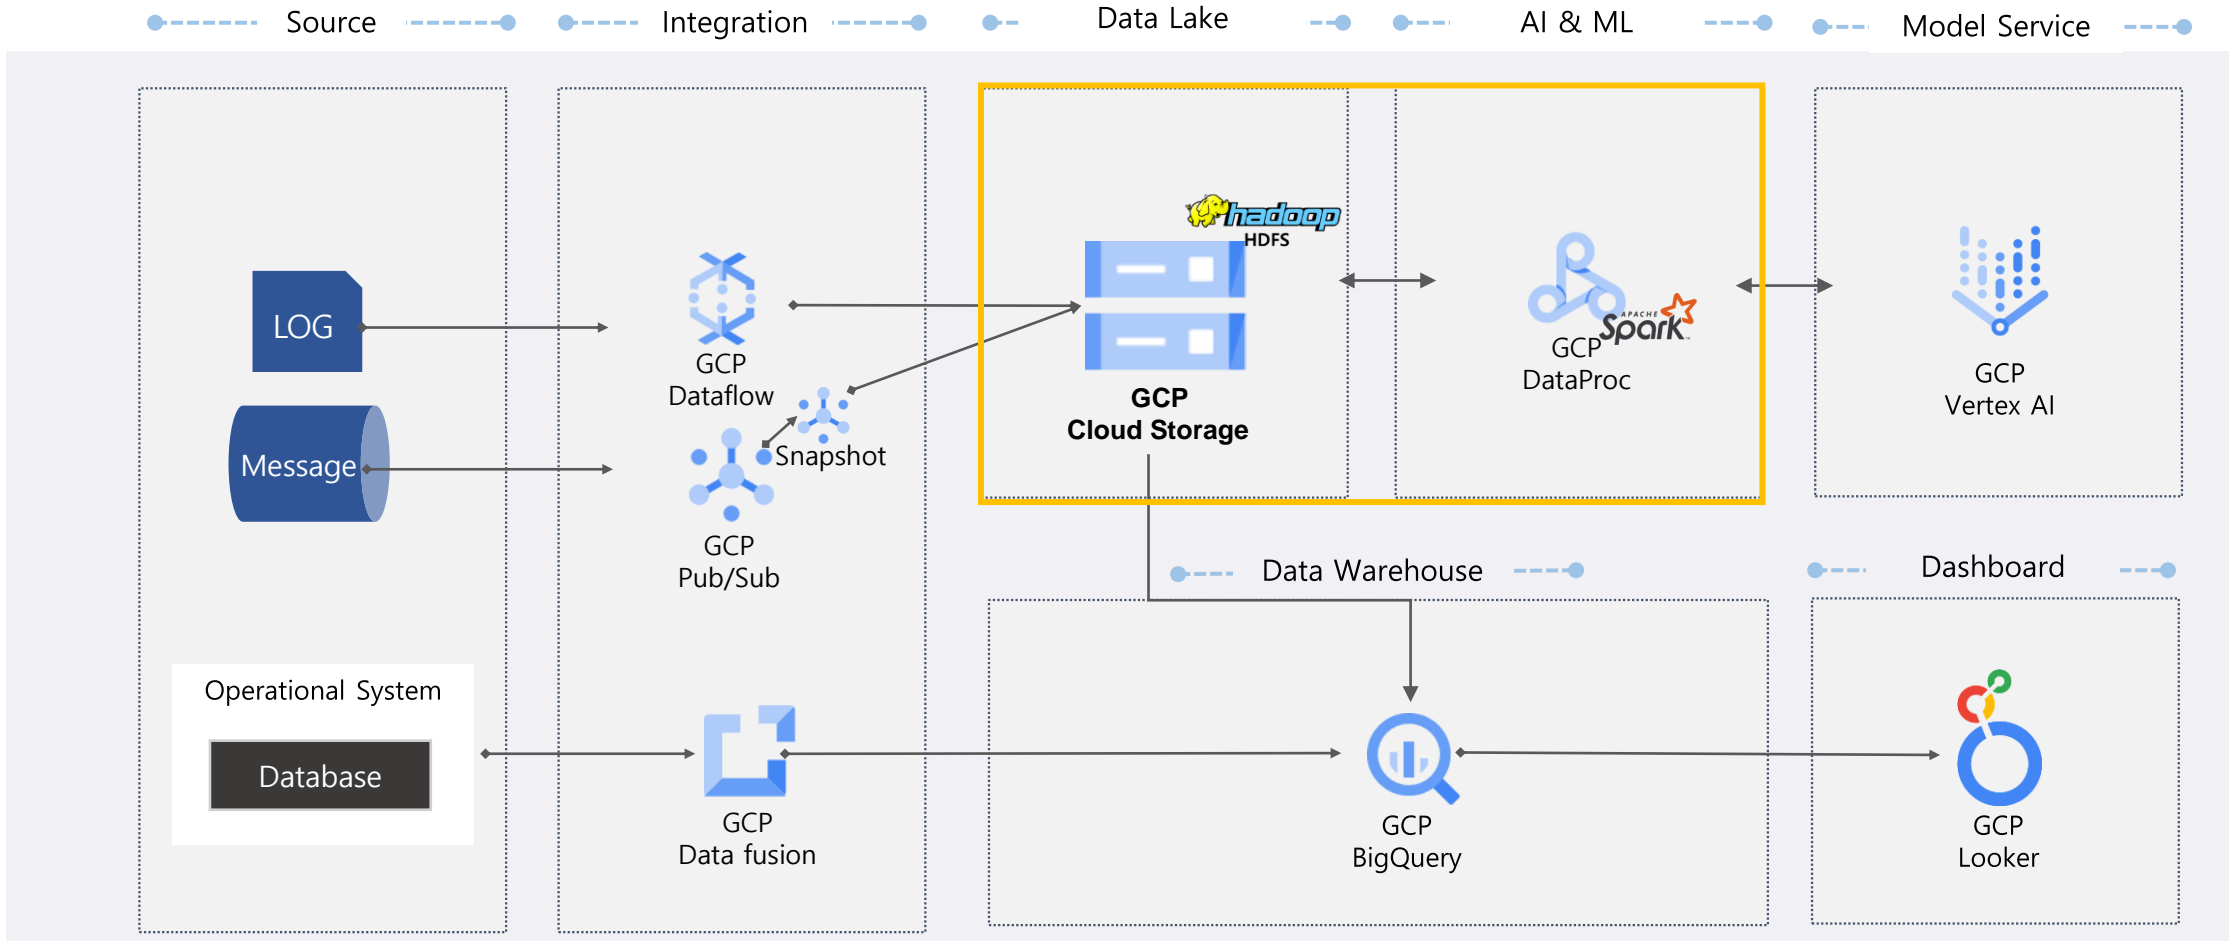 Source
Integration
Data Lake
AI & ML
Model Service
LOG
Message
Operational System
Database
GCP
Dataflow
Snapshot
GCP
Pub/Sub
GCP
Data fusion
hadoop
HDFS
GCP
Cloud Storage
APACHE
Spark
GCP
DataProc
GCP
Vertex AI
Data Warehouse
Dashboard
GCP
BigQuery
GCP
Looker